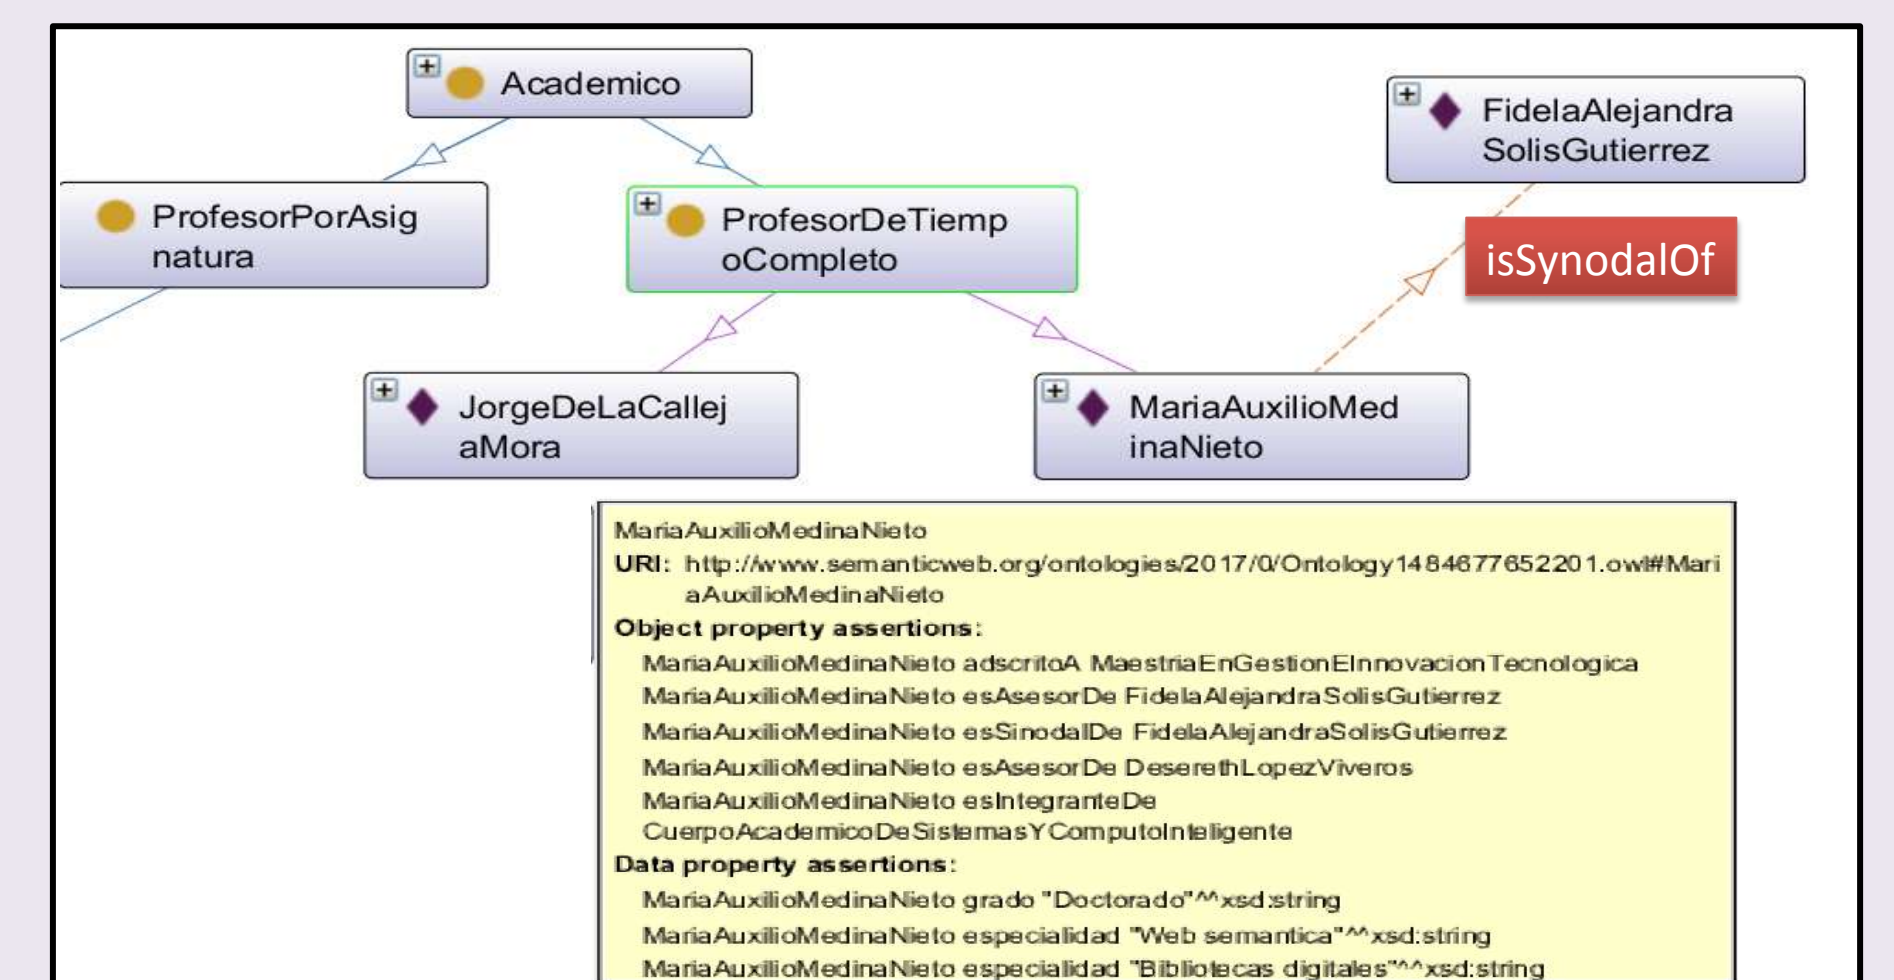 Academico
FidelaAlejandra
SolisGutierrez
ProfesorPorAsig
natura
ProfesorDeTiemp
oCompleto
isSynodalOf
JorgeDeLaCallej
aMora
MariaAuxilioMed
inaNieto
MariaAuxilioMedinaNieto
URI: http://www.semanticweb.org/ontologies/2017/0/Ontology1484677652201.owl#Mari
aAuxilioMedinaNieto
Object property assertions:
MariaAuxilioMedinaNieto adscritoA MaestriaEnGestionEInnovacionTecnologica
MariaAuxilioMedinaNieto esAsesorDe FidelaAlejandraSolisGutierrez
MariaAuxilioMedinaNieto esSinodalDe FidelaAlejandraSolisGutierrez
MariaAuxilioMedinaNieto esAsesorDe DeserethLopezViveros
MariaAuxilioMedinaNieto esIntegranteDe
CuerpoAcademicoDeSistemasYComputoInteligente
Data property assertions:
MariaAuxilioMedinaNieto grado "Doctorado"^^xsd:string
MariaAuxilioMedinaNieto especialidad "Web semantica"^^xsd:string
MariaAuxilioMedinaNieto especialidad "Bibliotecas digitales"^^xsd:string